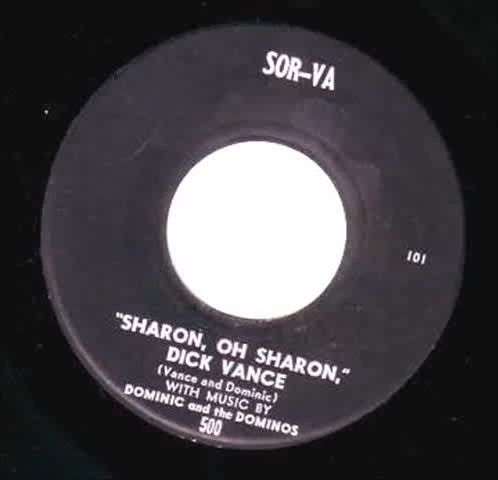 SOR-VA
101
"SHARON, OH SHARON,"
DICK VANCE
(Vance and Dominic)
WITH MUSIC BY
DOMINIC and the DOMINOS
500